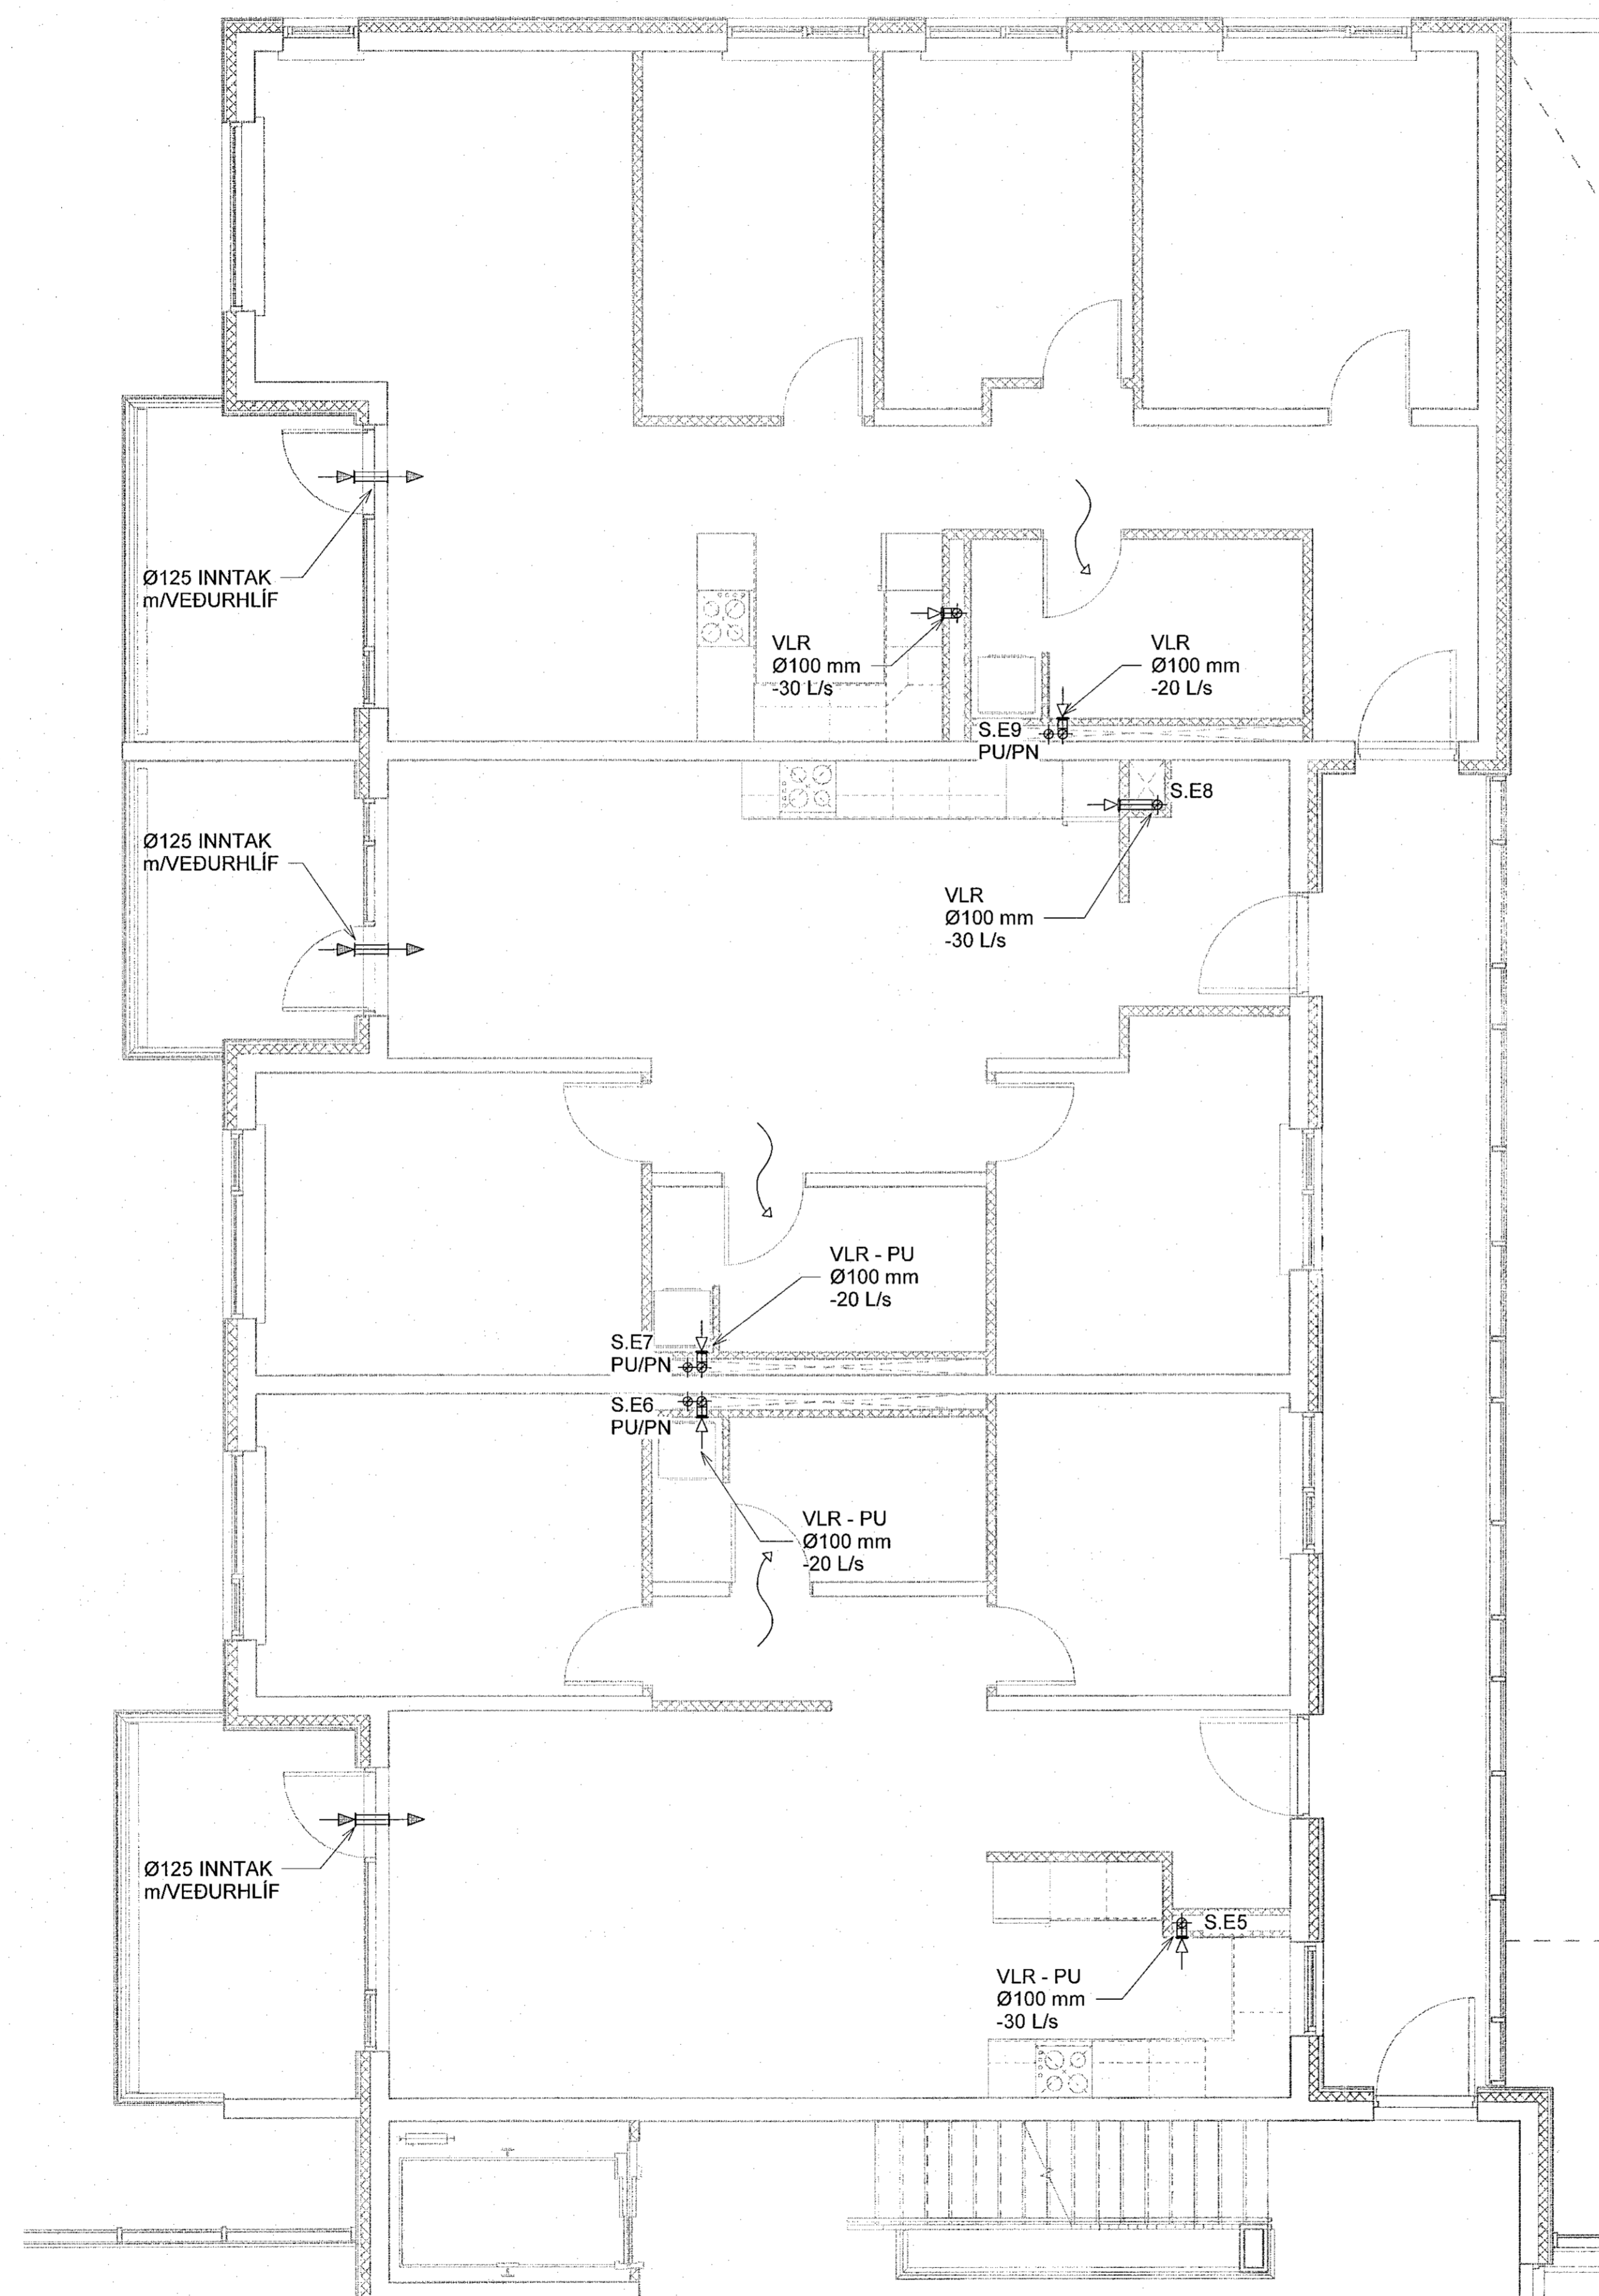 Ø125 INNTAK
m/VEÐURHLÍF
VLR
Ø100 mm
-30 L/s
VLR
Ø100 mm
-20 L/s
S.E9
PU/PN
S.E8
Ø125 INNTAK
m/VEÐURHLÍF
VLR
Ø100 mm
-30 L/s
VLR - PU
Ø100 mm
-20 L/s
S.E7
PU/PN
S.E6
PU/PN
VLR - PU
Ø100 mm
-20 L/s
Ø125 INNTAK
m/VEÐURHLÍF
S.E5
VLR - PU
Ø100 mm
-30 L/s